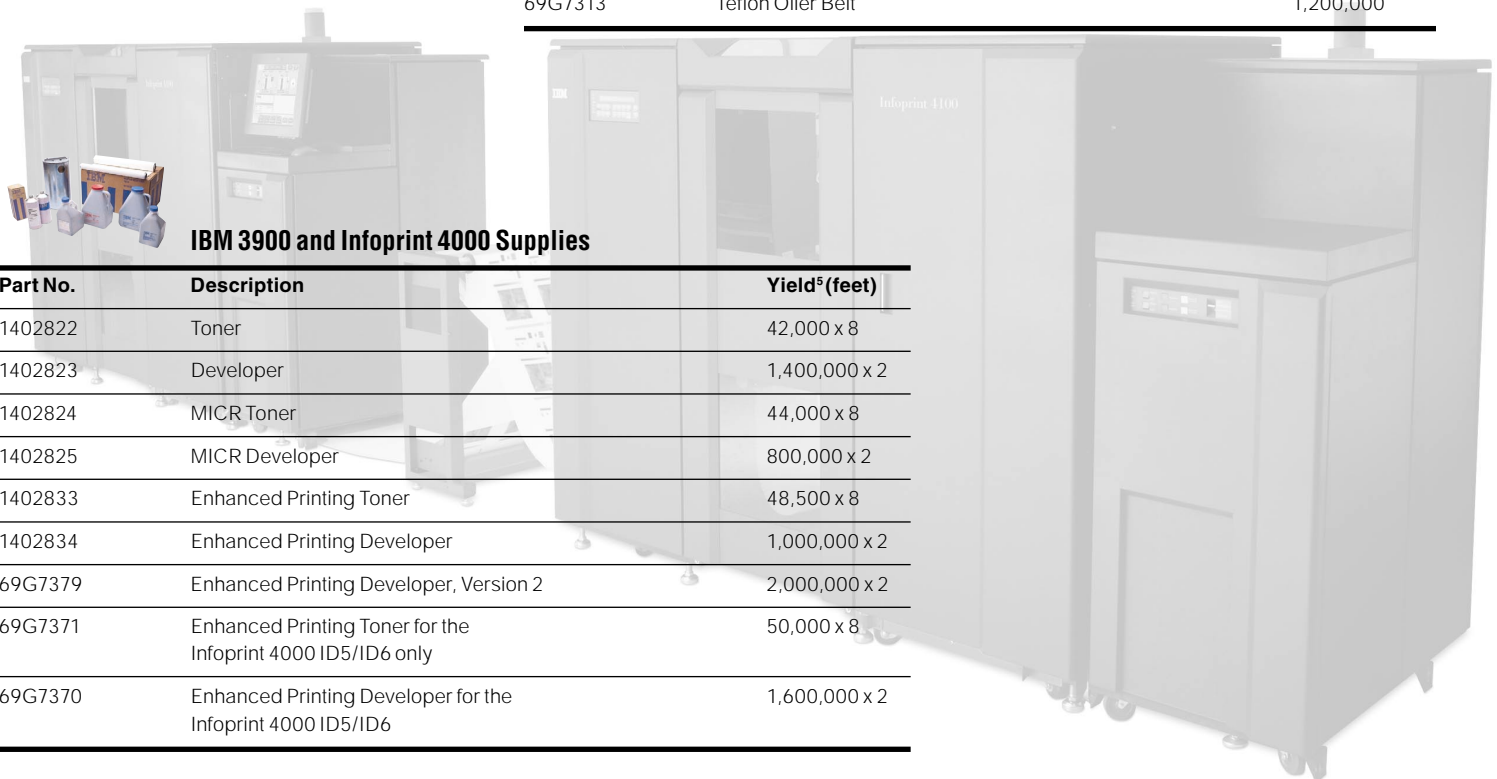 69G7313 Teflon Oiler Belt 1,200,000
IBM
Infoprint 4100
IBM 3900 and Infoprint 4000 Supplies
Part No. Description Yield⁵ (feet)
1402822 Toner 42,000 x 8
1402823 Developer 1,400,000 x 2
1402824 MICR Toner 44,000 x 8
1402825 MICR Developer 800,000 x 2
1402833 Enhanced Printing Toner 48,500 x 8
1402834 Enhanced Printing Developer 1,000,000 x 2
69G7379 Enhanced Printing Developer, Version 2 2,000,000 x 2
69G7371 Enhanced Printing Toner for the 50,000 x 8
Infoprint 4000 ID5/ID6 only
69G7370 Enhanced Printing Developer for the 1,600,000 x 2
Infoprint 4000 ID5/ID6